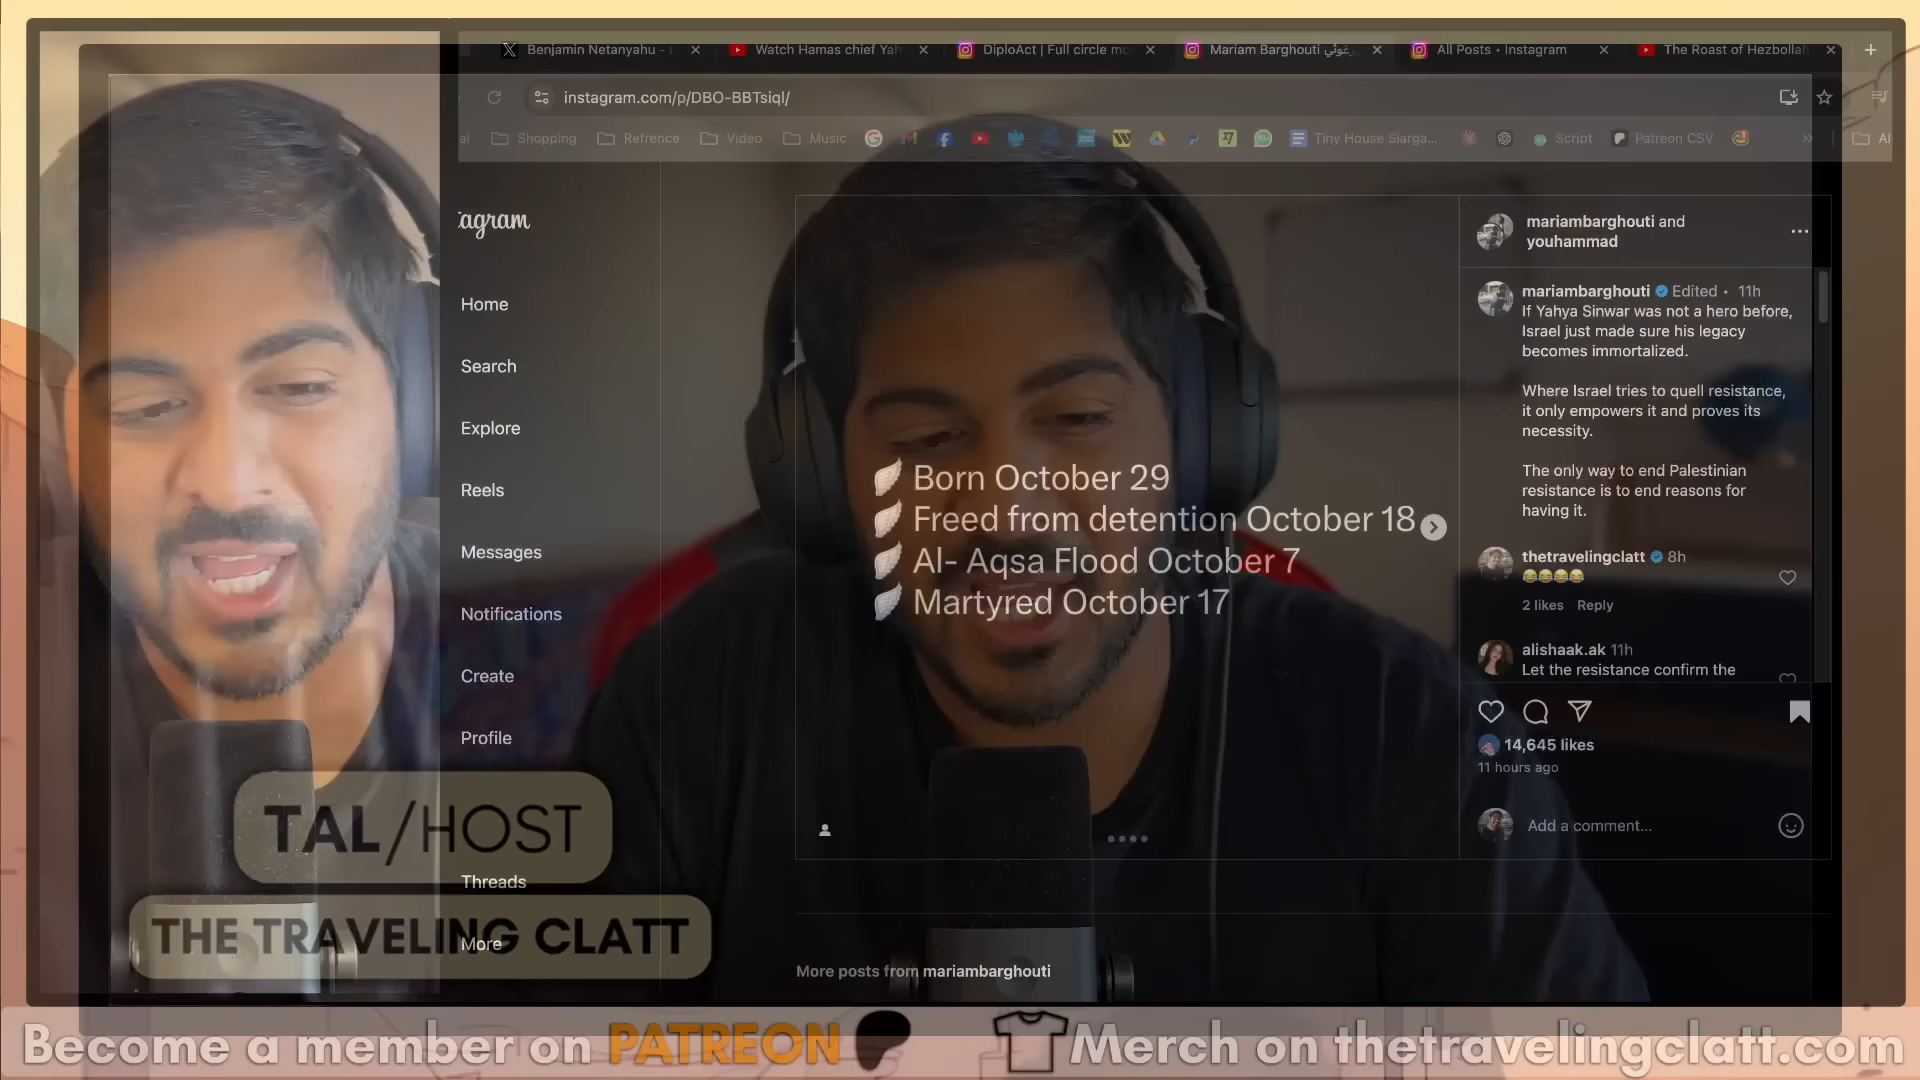 Benjamin Netanyahu -
Watch Hamas chief Yah
DiploAct | Full circle mo
Mariam Barghouti
All Posts • Instagram
The Roast of Hezbollah
instagram.com/p/DBO-BBTsiql/
al
Shopping
Refrence
Video
Music
Tiny House Siarga...
Script
Patreon CSV
Al
tagram
Home
Search
Explore
Reels
Messages
Notifications
Create
Profile
Threads
More
Born October 29
Freed from detention October 18
Al- Aqsa Flood October 7
Martyred October 17
mariambarghouti and
youhammad
mariambarghouti Edited • 11h
If Yahya Sinwar was not a hero before,
Israel just made sure his legacy
becomes immortalized.
Where Israel tries to quell resistance,
it only empowers it and proves its
necessity.
The only way to end Palestinian
resistance is to end reasons for
having it.
thetravelingclatt 8h
😂😂😂😂
2 likes Reply
alishaak.ak 11h
Let the resistance confirm the
14,645 likes
11 hours ago
Add a comment...
More posts from mariambarghouti
TAL/HOST
THE TRAVELING CLATT
Become a member on PATREON
Merch on thetravelingclatt.com